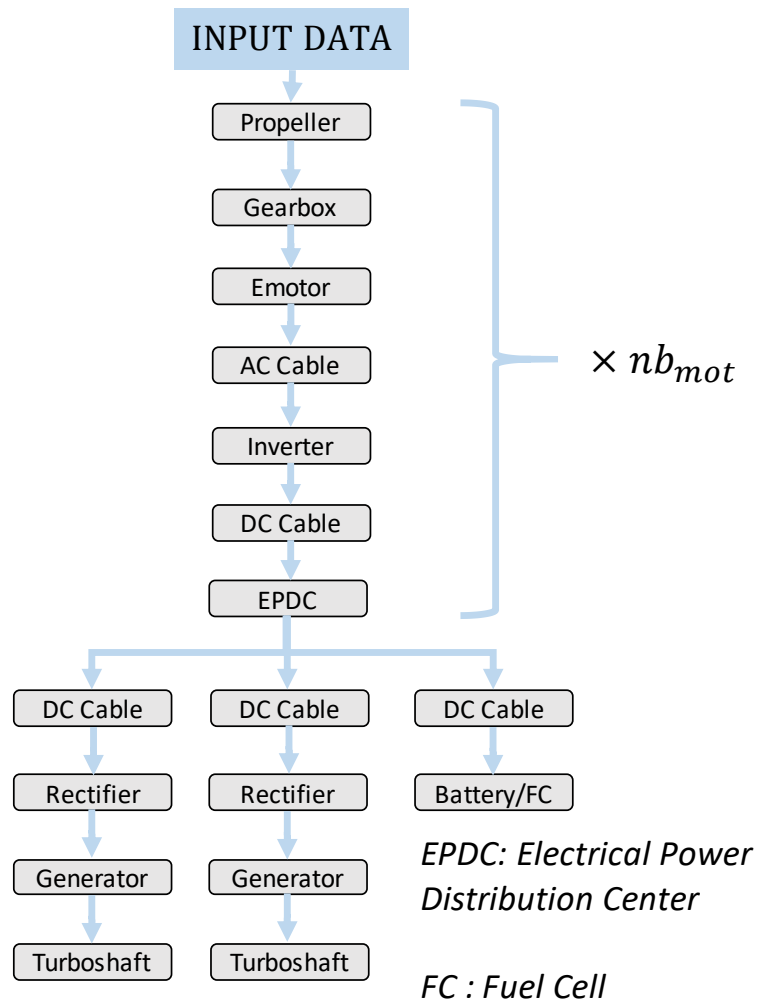 INPUT DATA
Propeller
Gearbox
Emotor
AC Cable
Inverter
DC Cable
EPDC
× nb_mot
DC Cable DC Cable DC Cable
Rectifier Rectifier Battery/FC
Generator Generator
Turboshaft Turboshaft
EPDC: Electrical Power
Distribution Center
FC : Fuel Cell